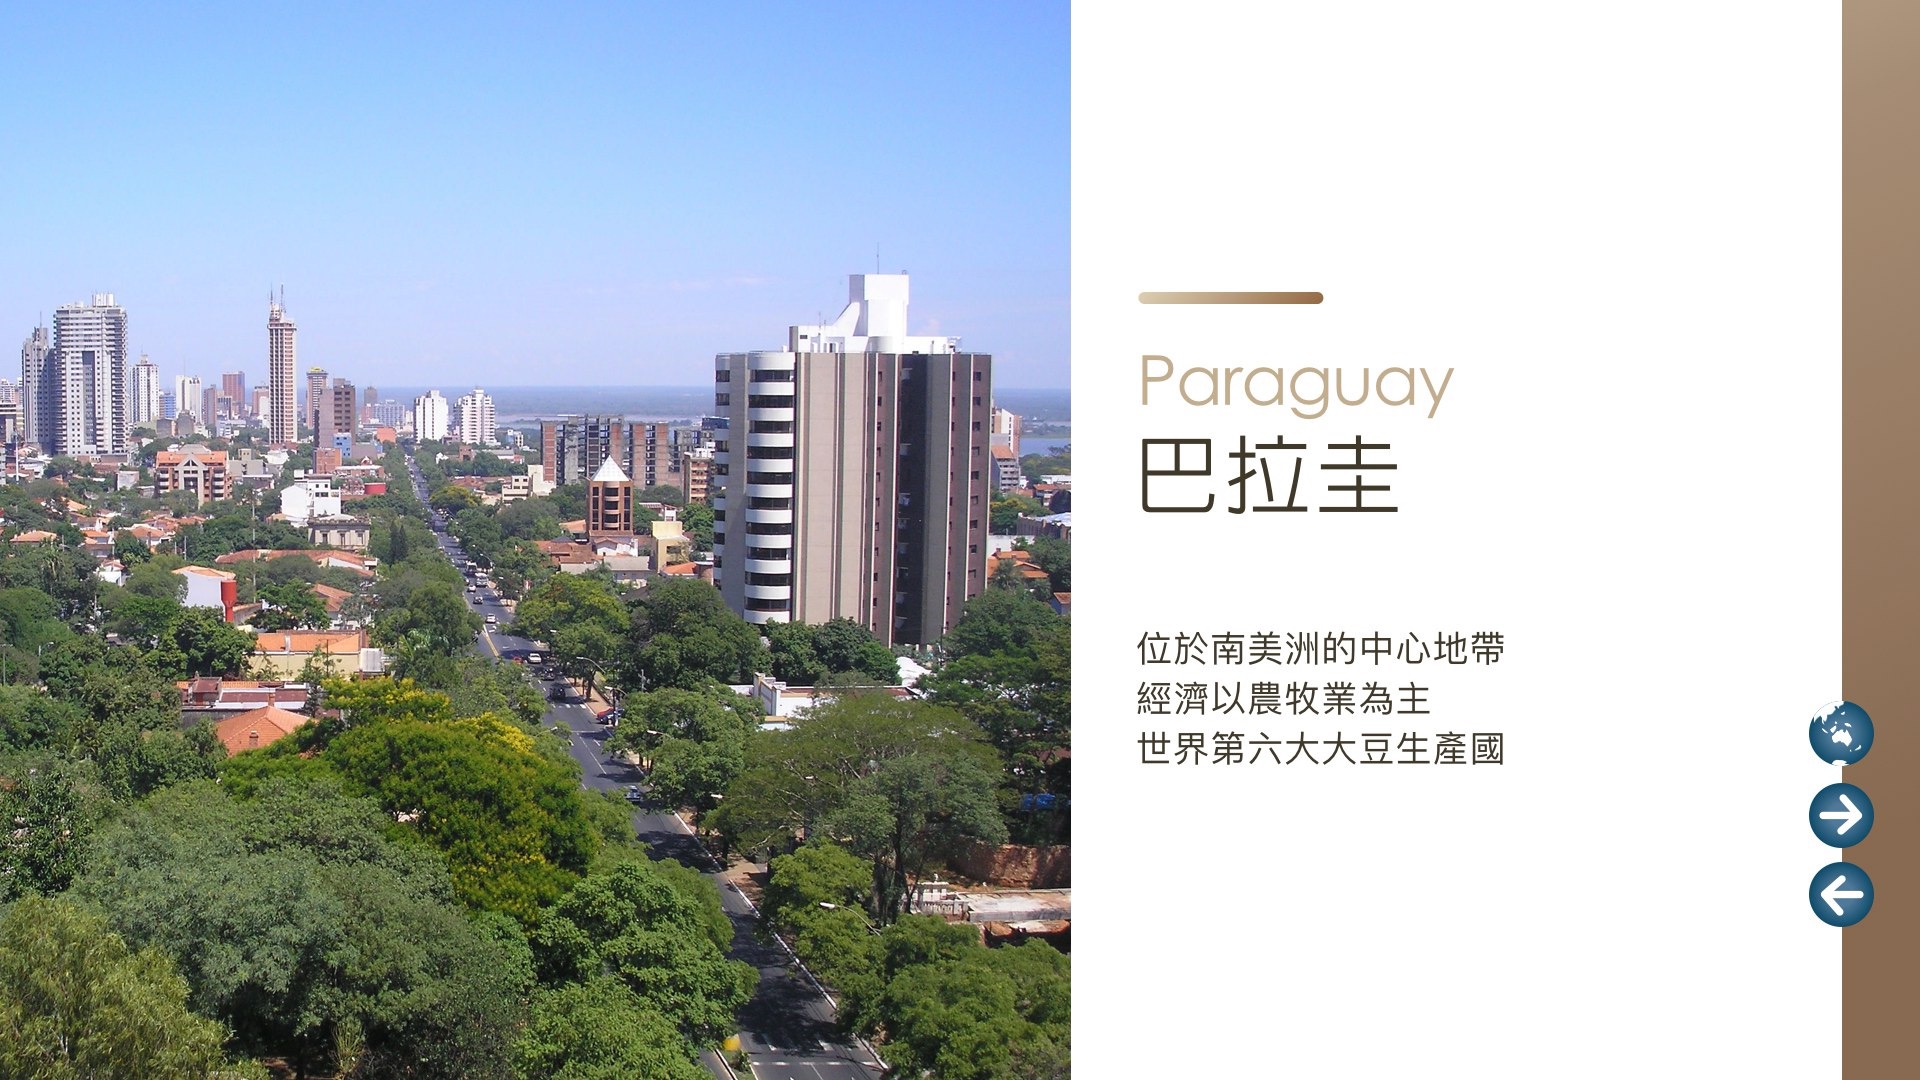 Paraguay
巴拉圭
位於南美洲的中心地帶
經濟以農牧業為主
世界第六大大豆生產國